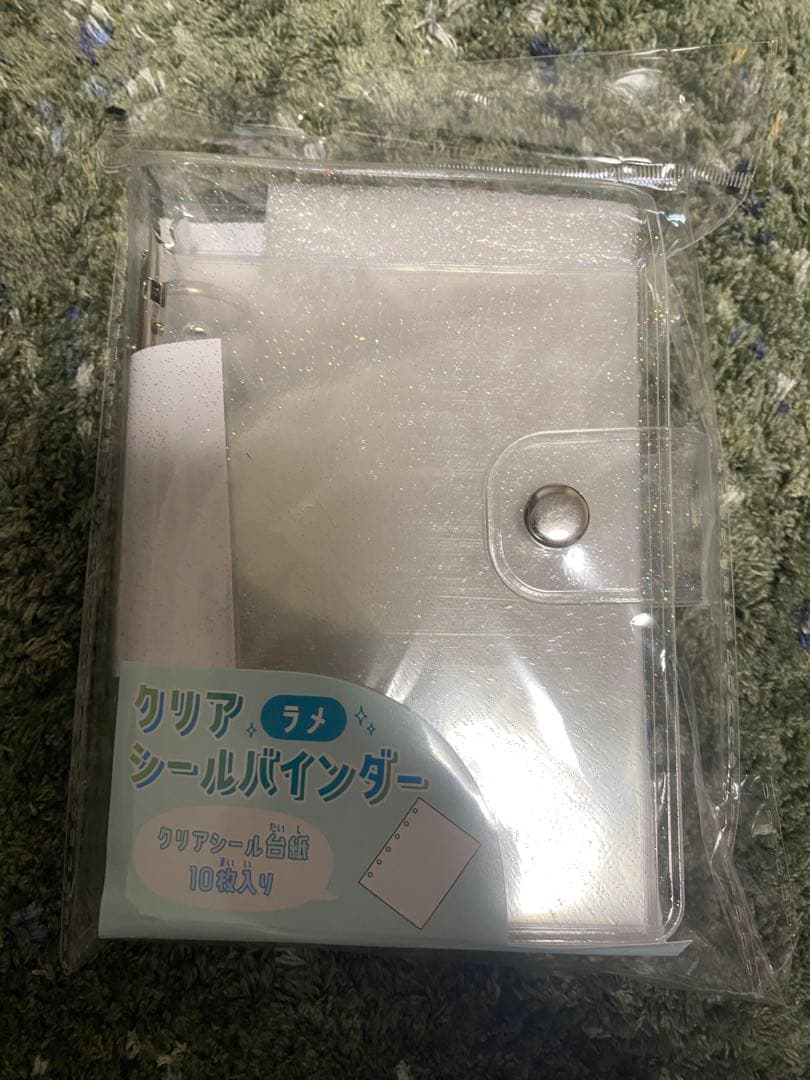 クリア ラメ
シールバインダー
クリアシール台紙
10枚入り